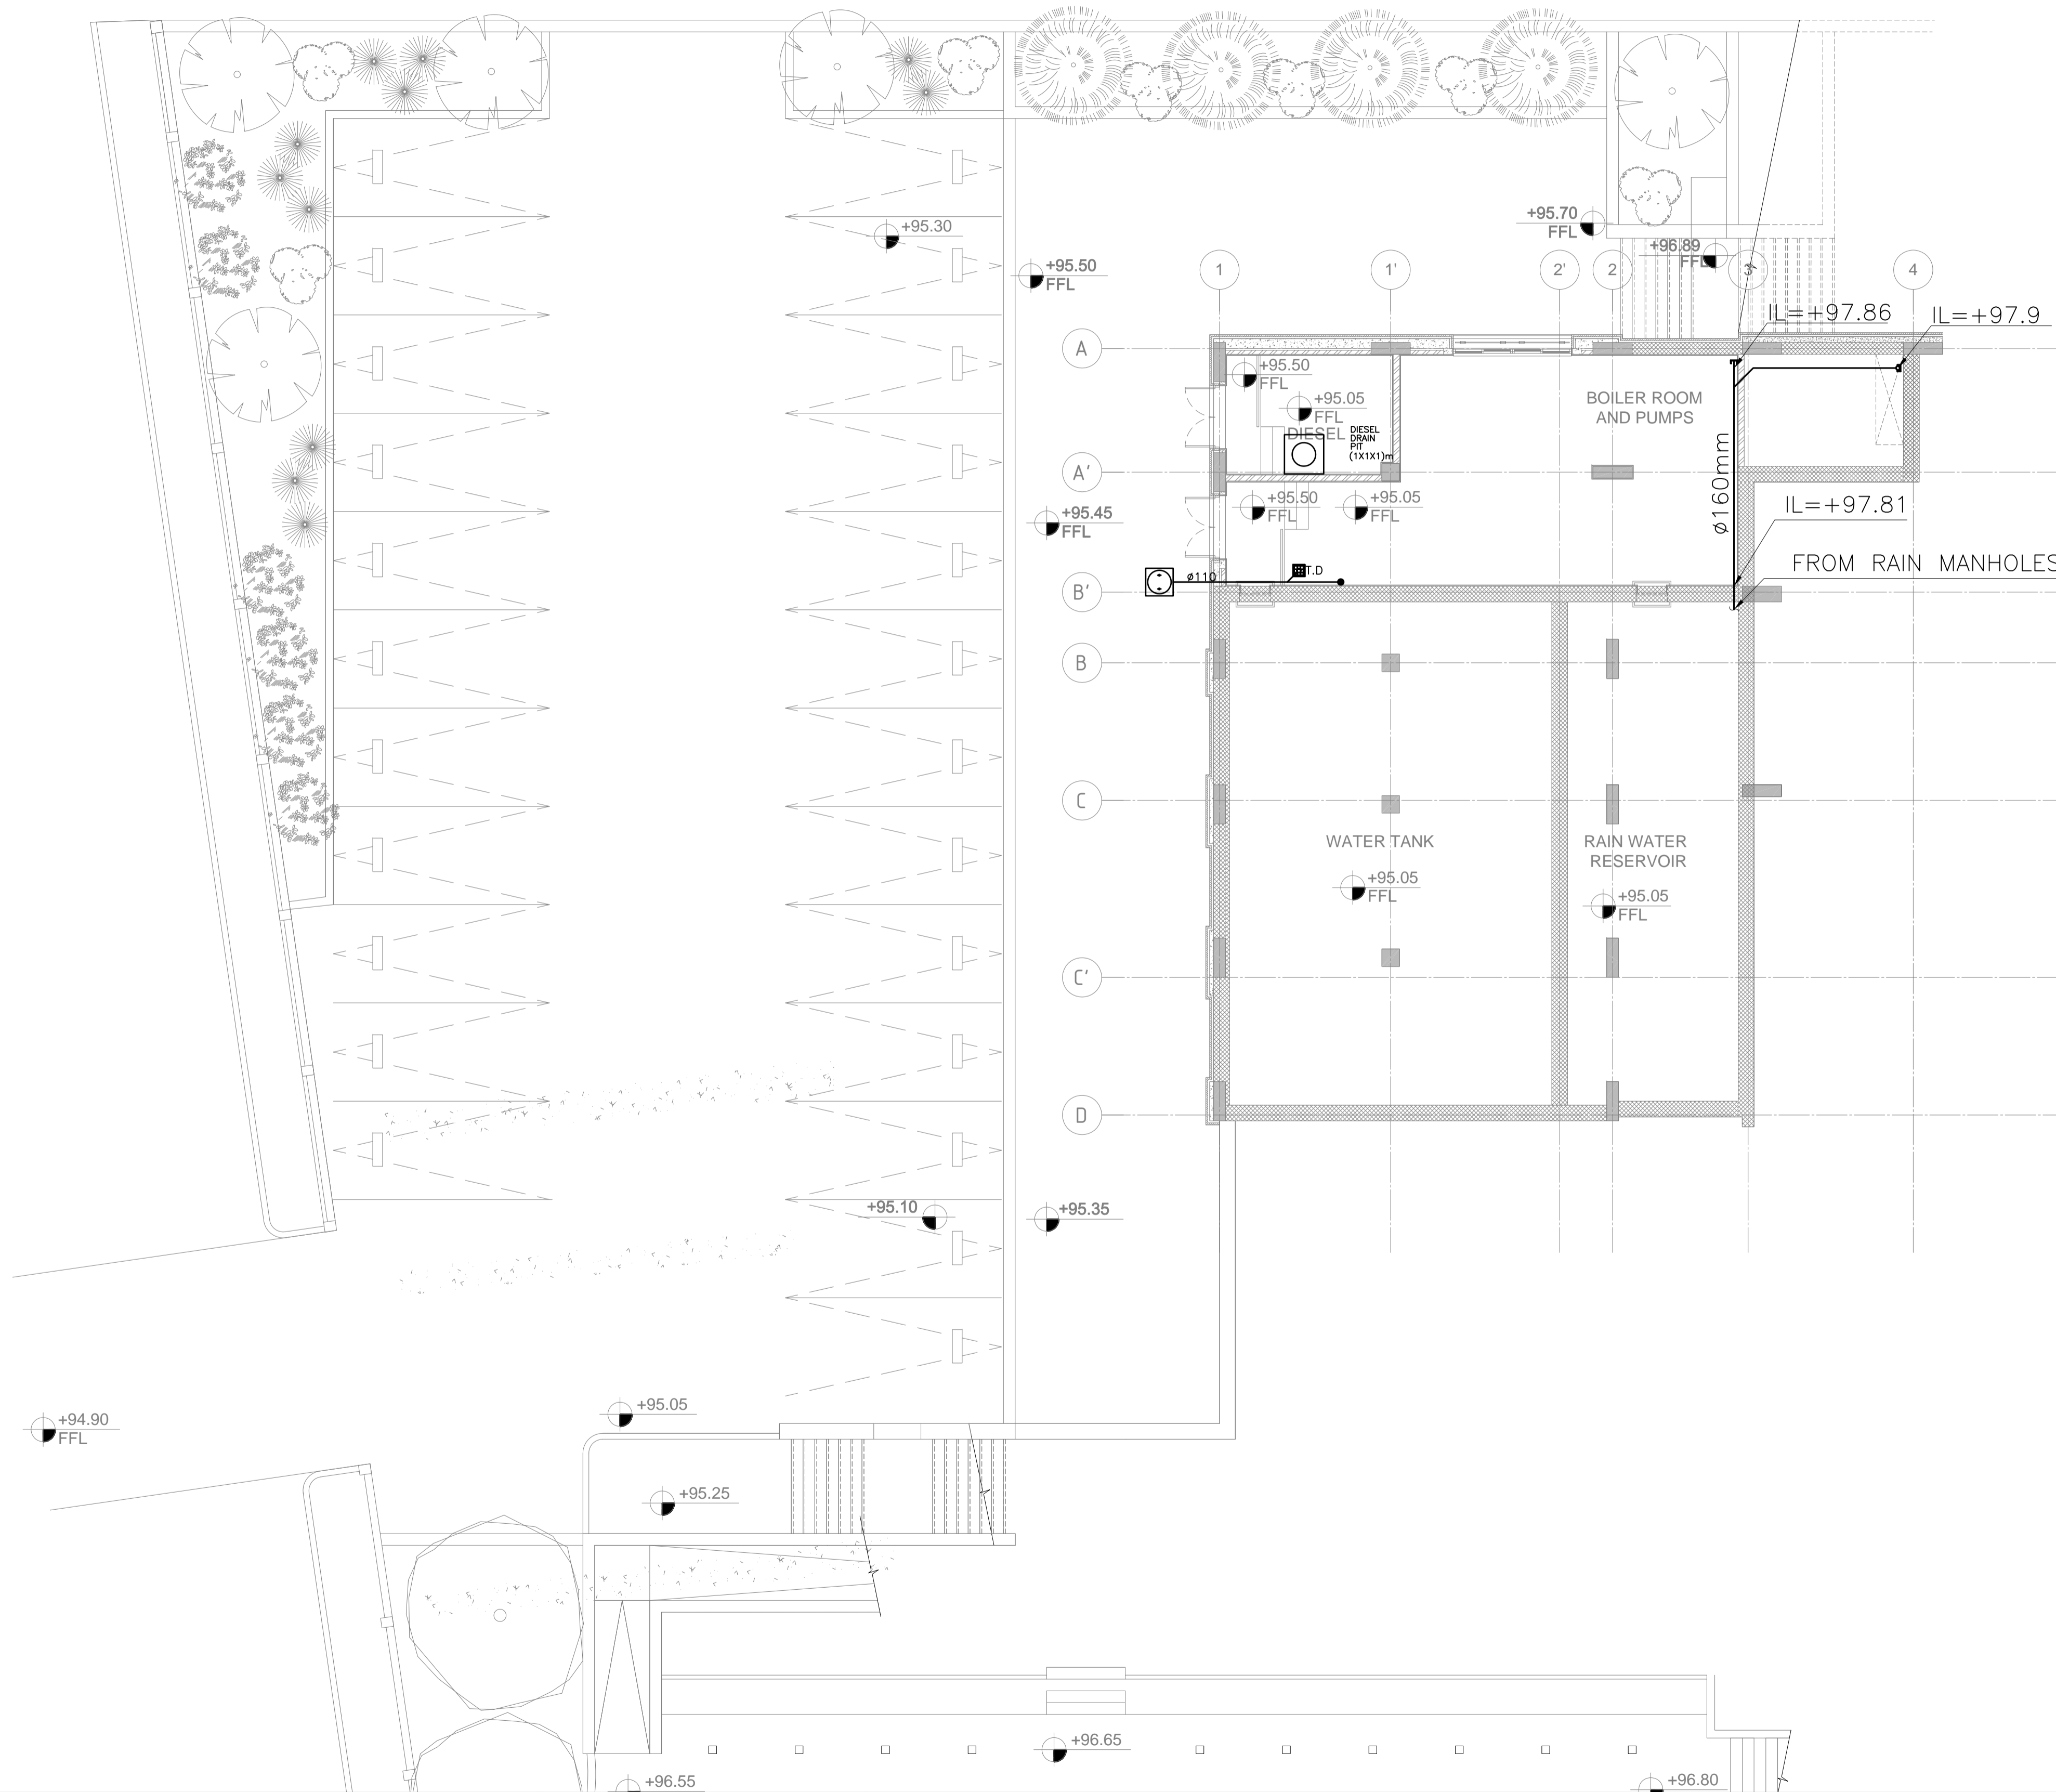 +95.30
+95.50
FFL
+95.70
FFL
+96.89
FFL
1
1'
2'
2
3
4
IL=+97.86
IL=+97.9
A
+95.50
FFL
+95.05
FFL
DIESEL
DIESEL
DRAIN
PIT
(1X1X1)m
BOILER ROOM
AND PUMPS
ø160mm
A'
+95.50
FFL
+95.05
FFL
IL=+97.81
+95.45
FFL
FROM RAIN MANHOLES
ø110
T.D
B'
B
C
WATER TANK
+95.05
FFL
RAIN WATER
RESERVOIR
+95.05
FFL
C'
D
+95.10
+95.35
+94.90
FFL
+95.05
+95.25
+96.65
+96.55
+96.80